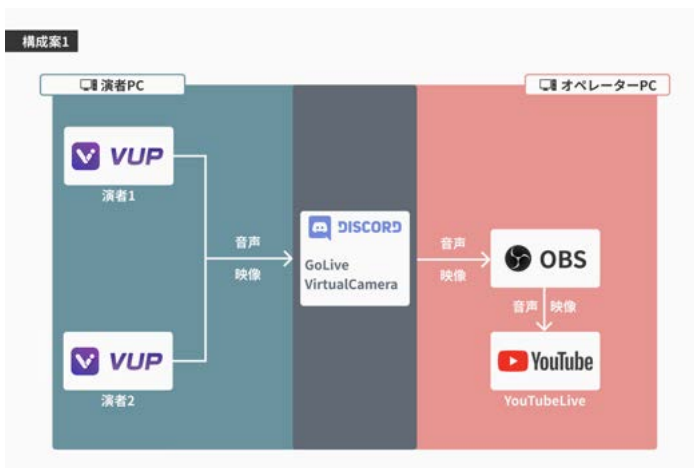 構成案1
演者PC
オペレーターPC
VUP
演者1
音声
映像
DISCORD
GoLive
VirtualCamera
音声
映像
OBS
音声 映像
VUP
演者2
YouTube
YouTubeLive